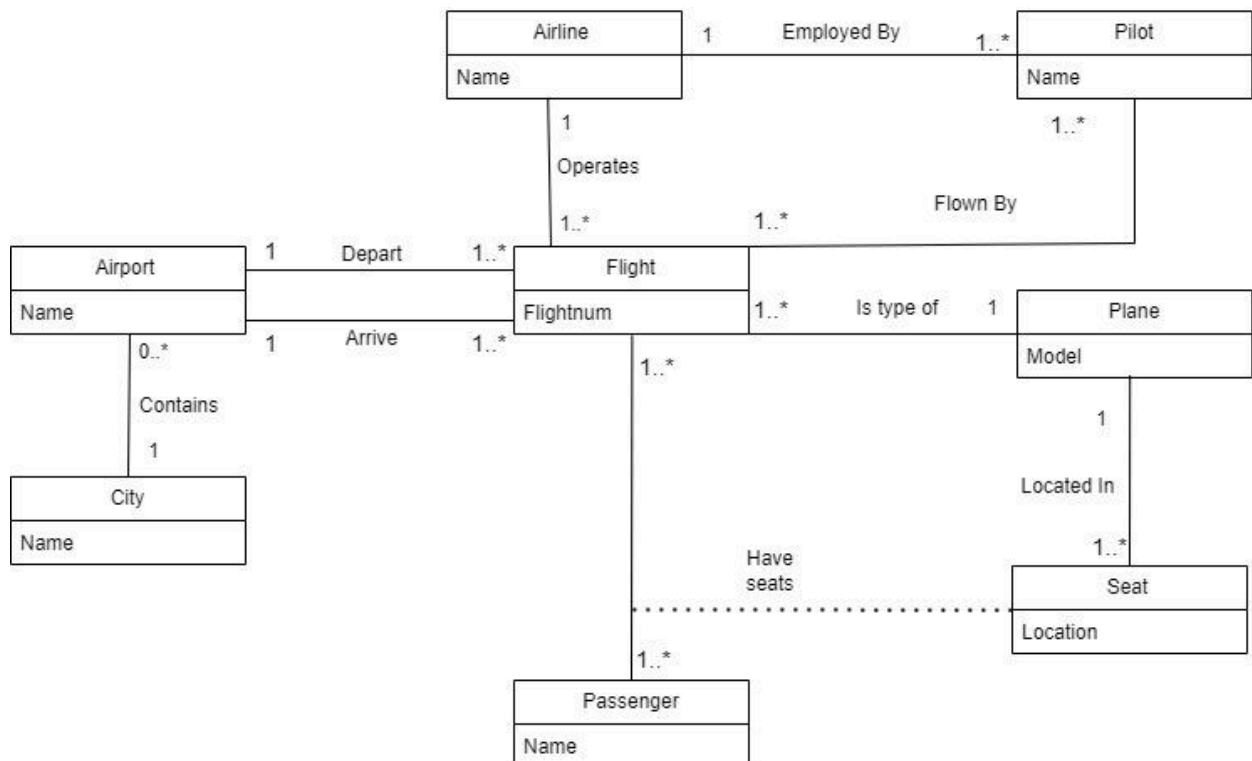 Airline
1
Employed By
1..*
Pilot
Name
Name
1
1..*
Operates
1..*
1..*
Flown By
Airport
1
Depart
1..*
Flight
Name
Flightnum
1..*
Is type of
1
Plane
1
Arrive
1..*
0..*
1..*
Model
Contains
1
1
Located In
City
Name
1..*
Have
seats
Seat
Location
1..*
Passenger
Name